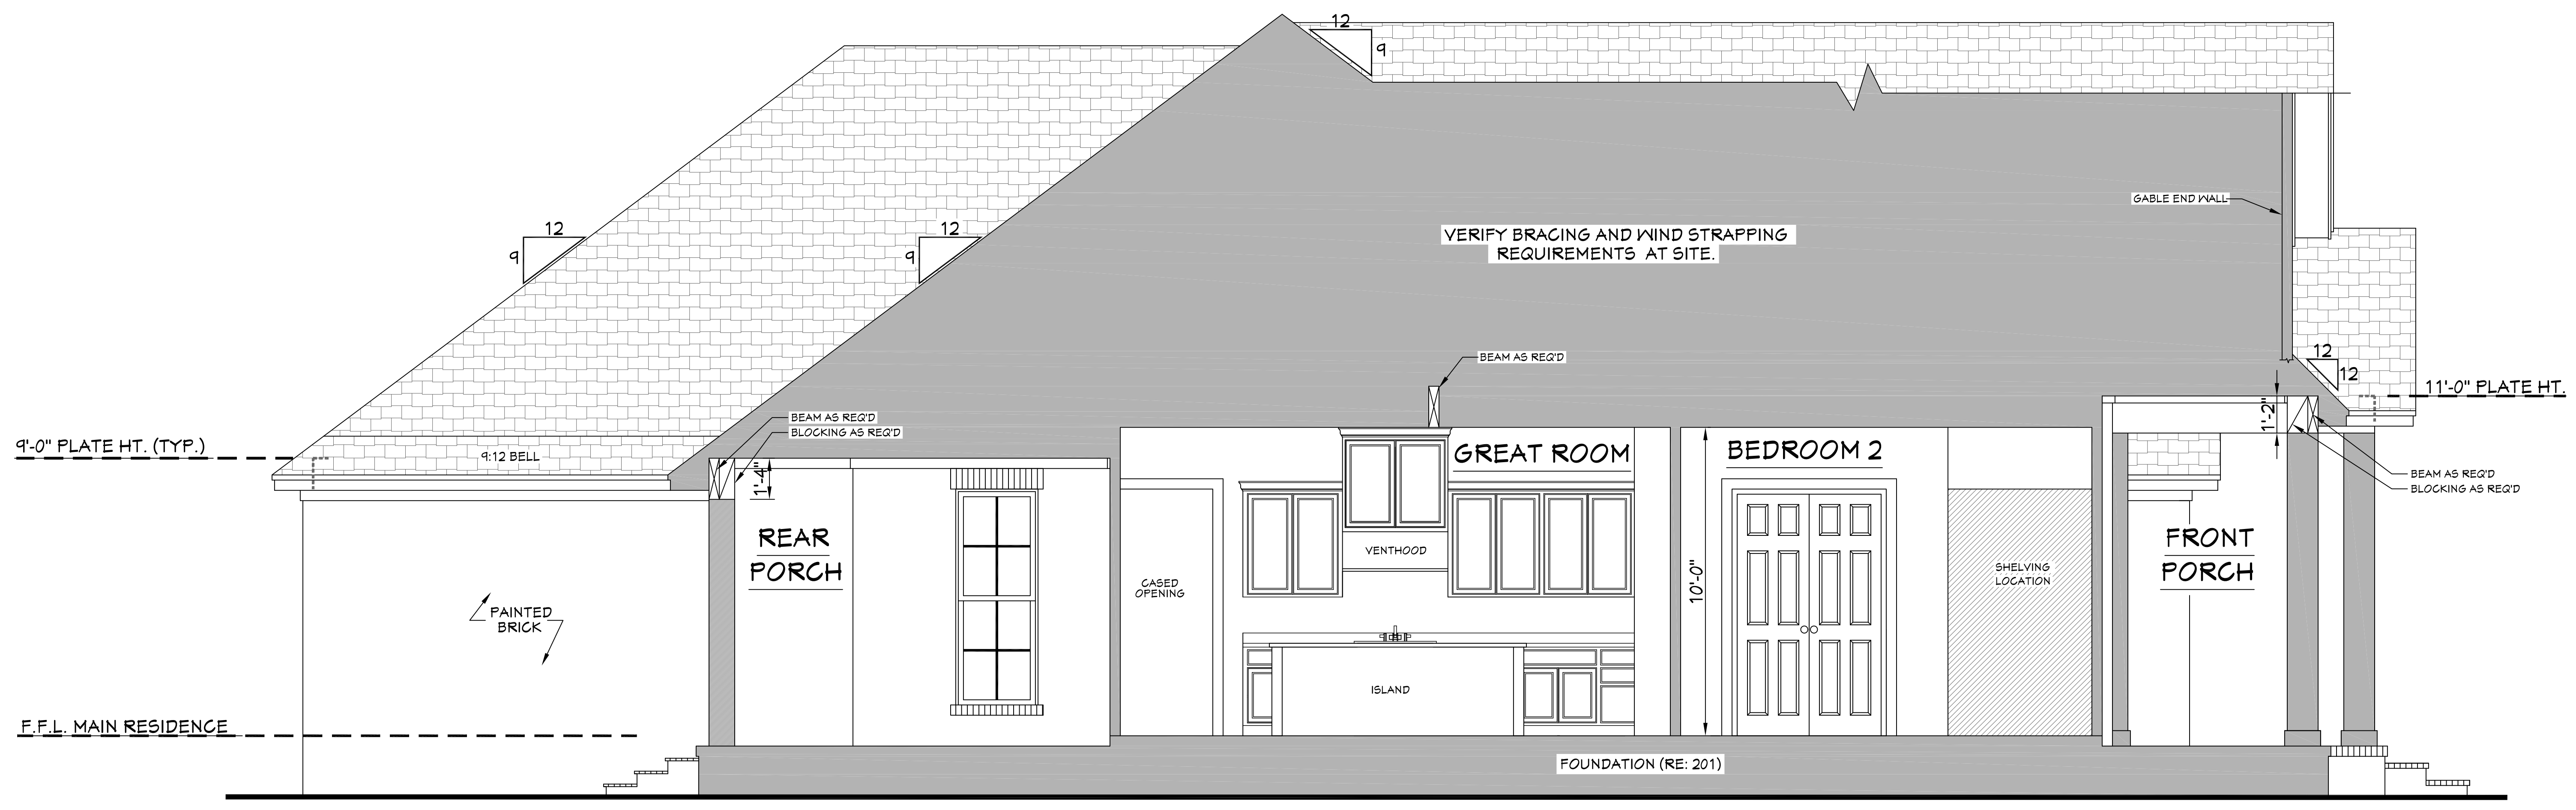 12
9
GABLE END WALL
12
9
12
9
VERIFY BRACING AND WIND STRAPPING
REQUIREMENTS AT SITE.
12
12
BEAM AS REQ'D
11'-0" PLATE HT.
1'-2"
BEAM AS REQ'D
BLOCKING AS REQ'D
9'-0" PLATE HT. (TYP.)
9:12 BELL
1'-4"
GREAT ROOM
BEDROOM 2
BEAM AS REQ'D
BLOCKING AS REQ'D
REAR
PORCH
VENTHOOD
FRONT
PORCH
CASED
OPENING
10'-0"
SHELVING
LOCATION
PAINTED
BRICK
ISLAND
F.F.L. MAIN RESIDENCE
FOUNDATION (RE: 201)